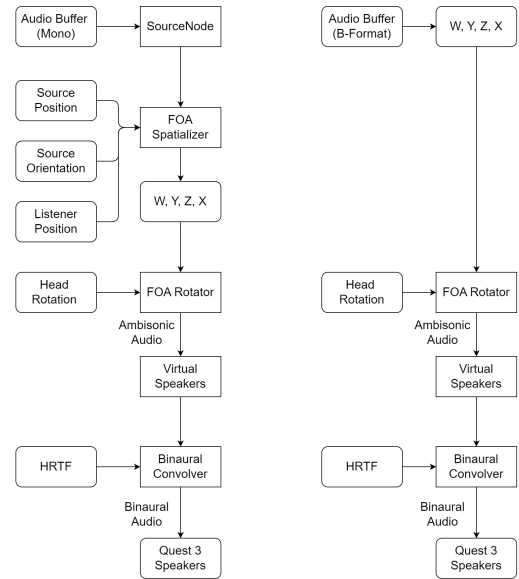 Audio Buffer
(Mono)
SourceNode
Source
Position
FOA
Spatializer
Source
Orientation
Listener
Position
W, Y, Z, X
Head
Rotation
FOA Rotator
Ambisonic
Audio
Virtual
Speakers
HRTF
Binaural
Convolver
Binaural
Audio
Quest 3
Speakers
Audio Buffer
(B-Format)
W, Y, Z, X
Head
Rotation
FOA Rotator
Ambisonic
Audio
Virtual
Speakers
HRTF
Binaural
Convolver
Binaural
Audio
Quest 3
Speakers